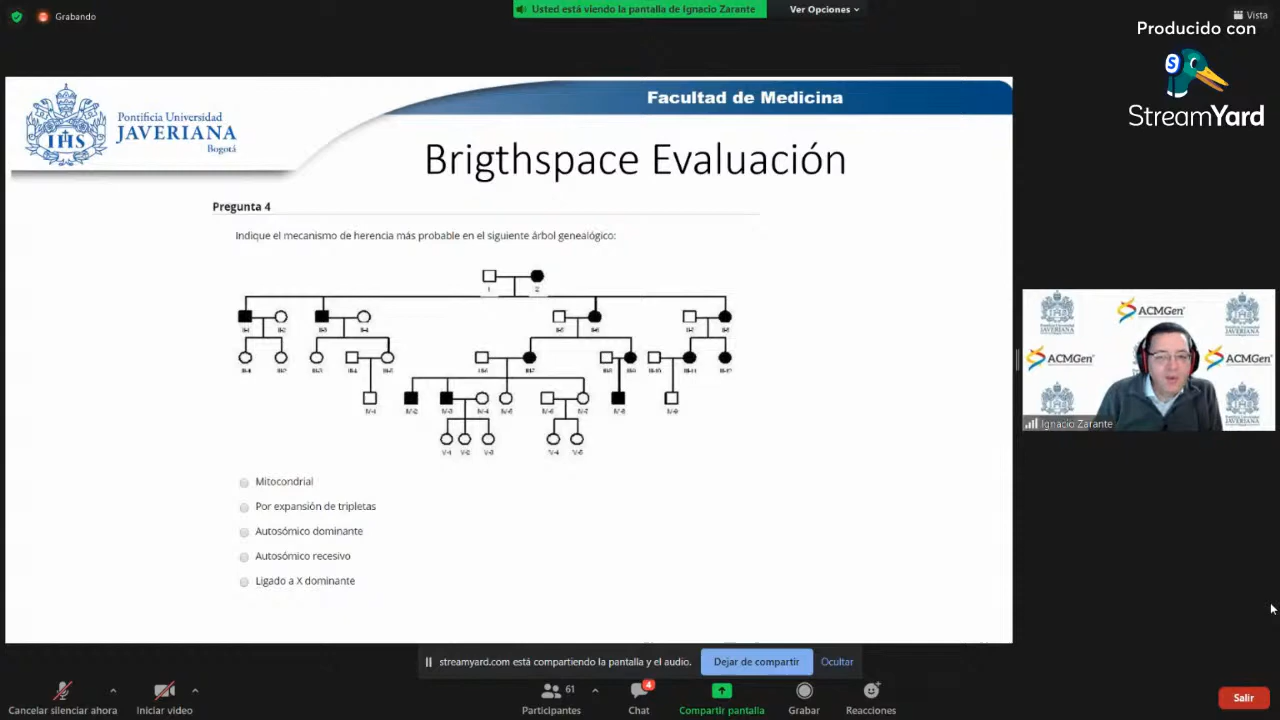 Grabando
Usted está viendo la pantalla de Ignacio Zarante
Ver Opciones
Vista
Producido con
S
StreamYard
Facultad de Medicina
IHS
Pontificia Universidad
JAVERIANA
Bogotá
Brigthspace Evaluación
Pregunta 4
Indique el mecanismo de herencia más probable en el siguiente árbol genealógico:
Mitocondrial
Por expansión de tripletas
Autosómico dominante
Autosómico recesivo
Ligado a X dominante
ACMGen
ACMGen
ACMGen
Ignacio Zarante
streamyard.com está compartiendo la pantalla y el audio.
Dejar de compartir
Ocultar
61
4
Cancelar silenciar ahora
Iniciar video
Participantes
Chat
Compartir pantalla
Grabar
Reacciones
Salir